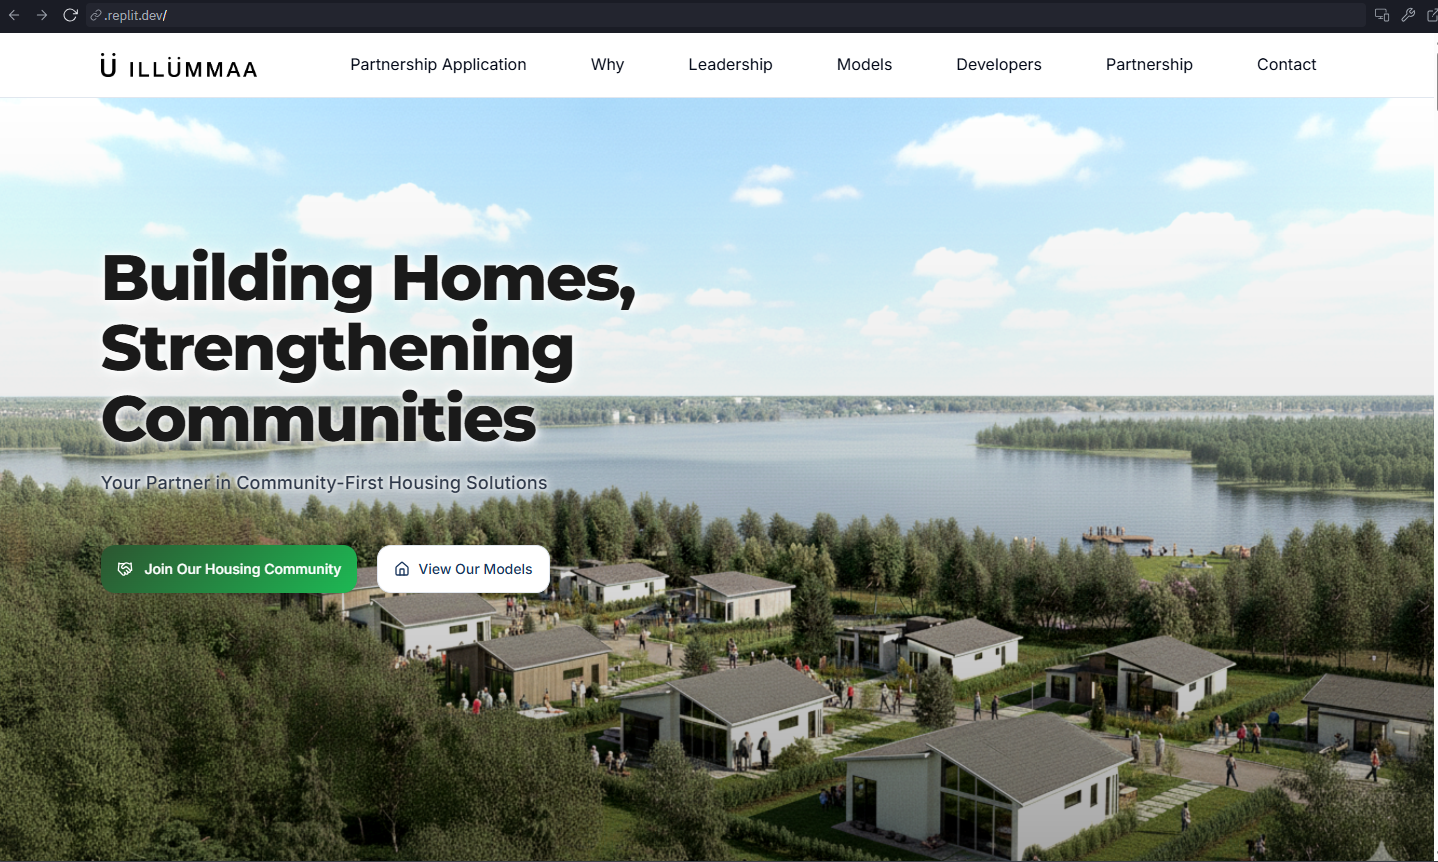 .replit.dev/
Ü ILLÜMMAA
Partnership Application
Why
Leadership
Models
Developers
Partnership
Contact
Building Homes,
Strengthening
Communities
Your Partner in Community-First Housing Solutions
Join Our Housing Community
View Our Models